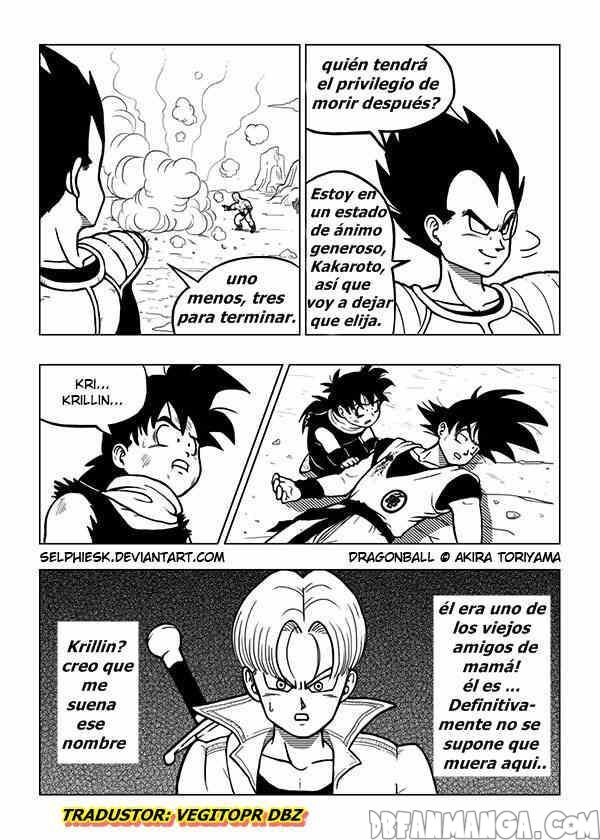 uno
menos, tres
para terminar.
quién tendrá
el privilegio de
morir después?
Estoy en
un estado
de ánimo
generoso,
Kakaroto,
así que
voy a dejar
que elija.
KRI...
KRILLIN...
SELPHIESK.DEVIANTART.COM
DRAGONBALL © AKIRA TORIYAMA
Krillin?
creo que
me
suena
ese
nombre
él era uno de
los viejos
amigos de
mamá!
él es ...
Definitiva-
mente no se
supone que
muera aqui..
TRADUSTOR: VEGITOPR DBZ
DBFANMANGA.COM